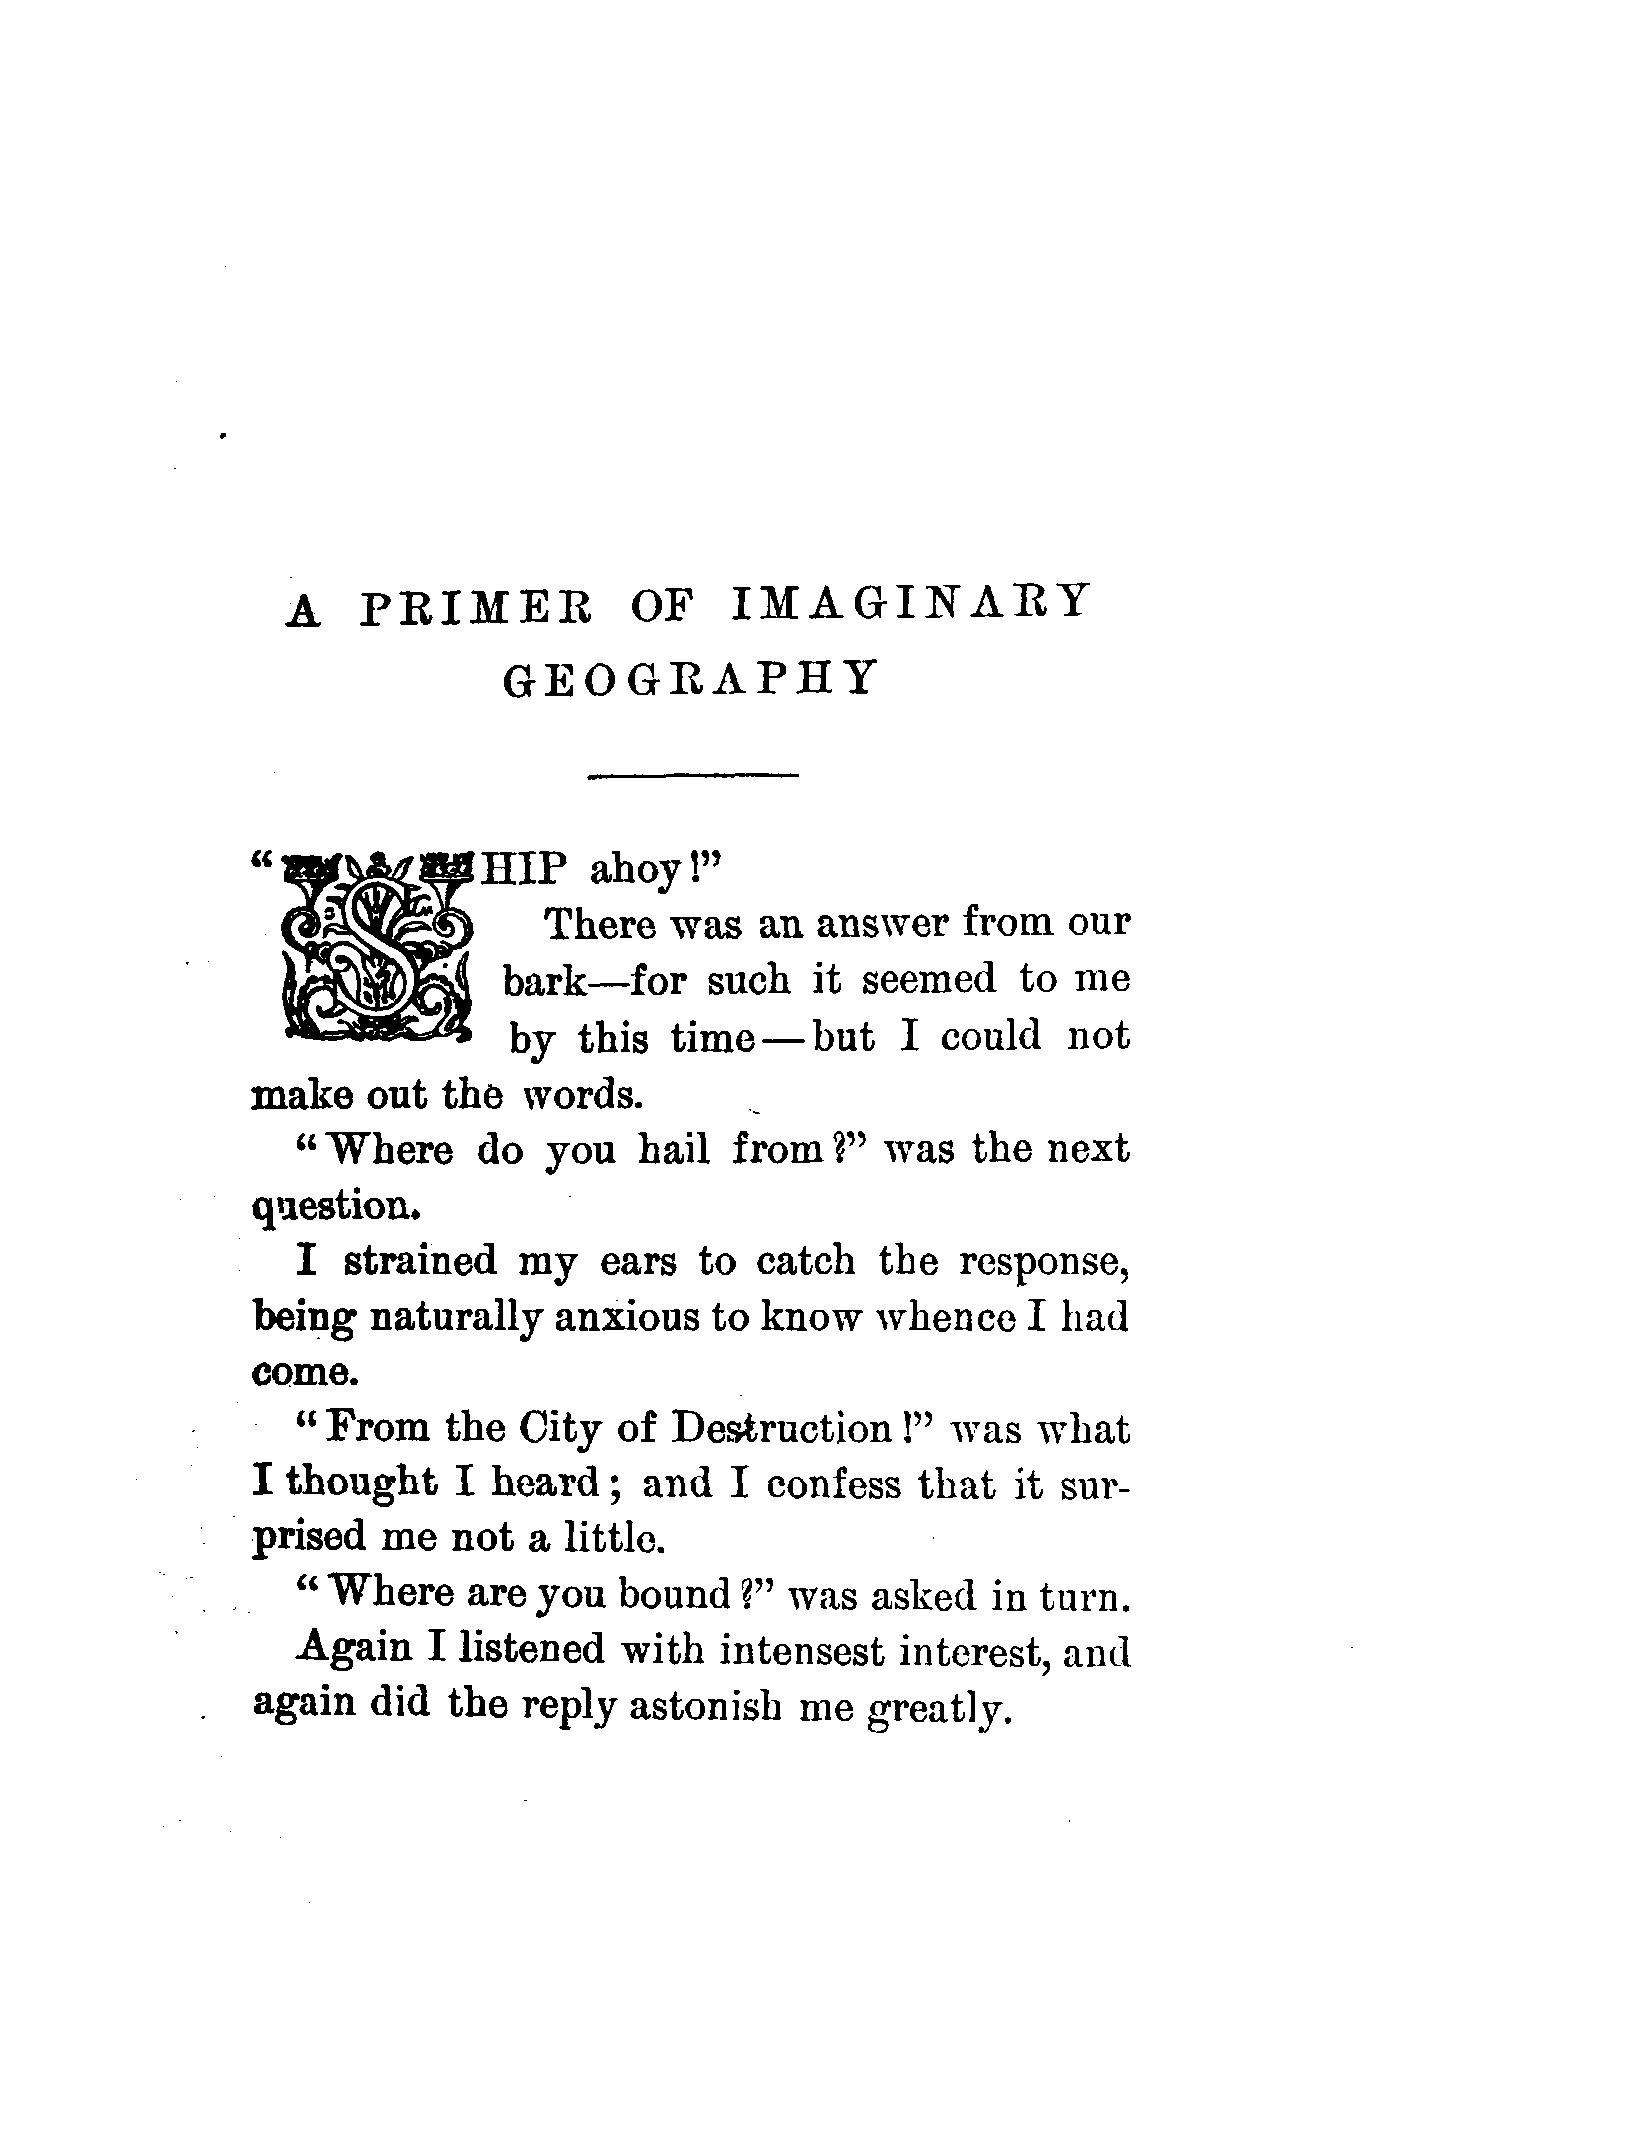 A PRIMER OF IMAGINARY
GEOGRAPHY
“SHIP ahoy!”
There was an answer from our
bark—for such it seemed to me
by this time—but I could not
make out the words.
“Where do you hail from?” was the next
question.
I strained my ears to catch the response,
being naturally anxious to know whence I had
come.
“From the City of Destruction!” was what
I thought I heard; and I confess that it sur-
prised me not a little.
“Where are you bound?” was asked in turn.
Again I listened with intensest interest, and
again did the reply astonish me greatly.